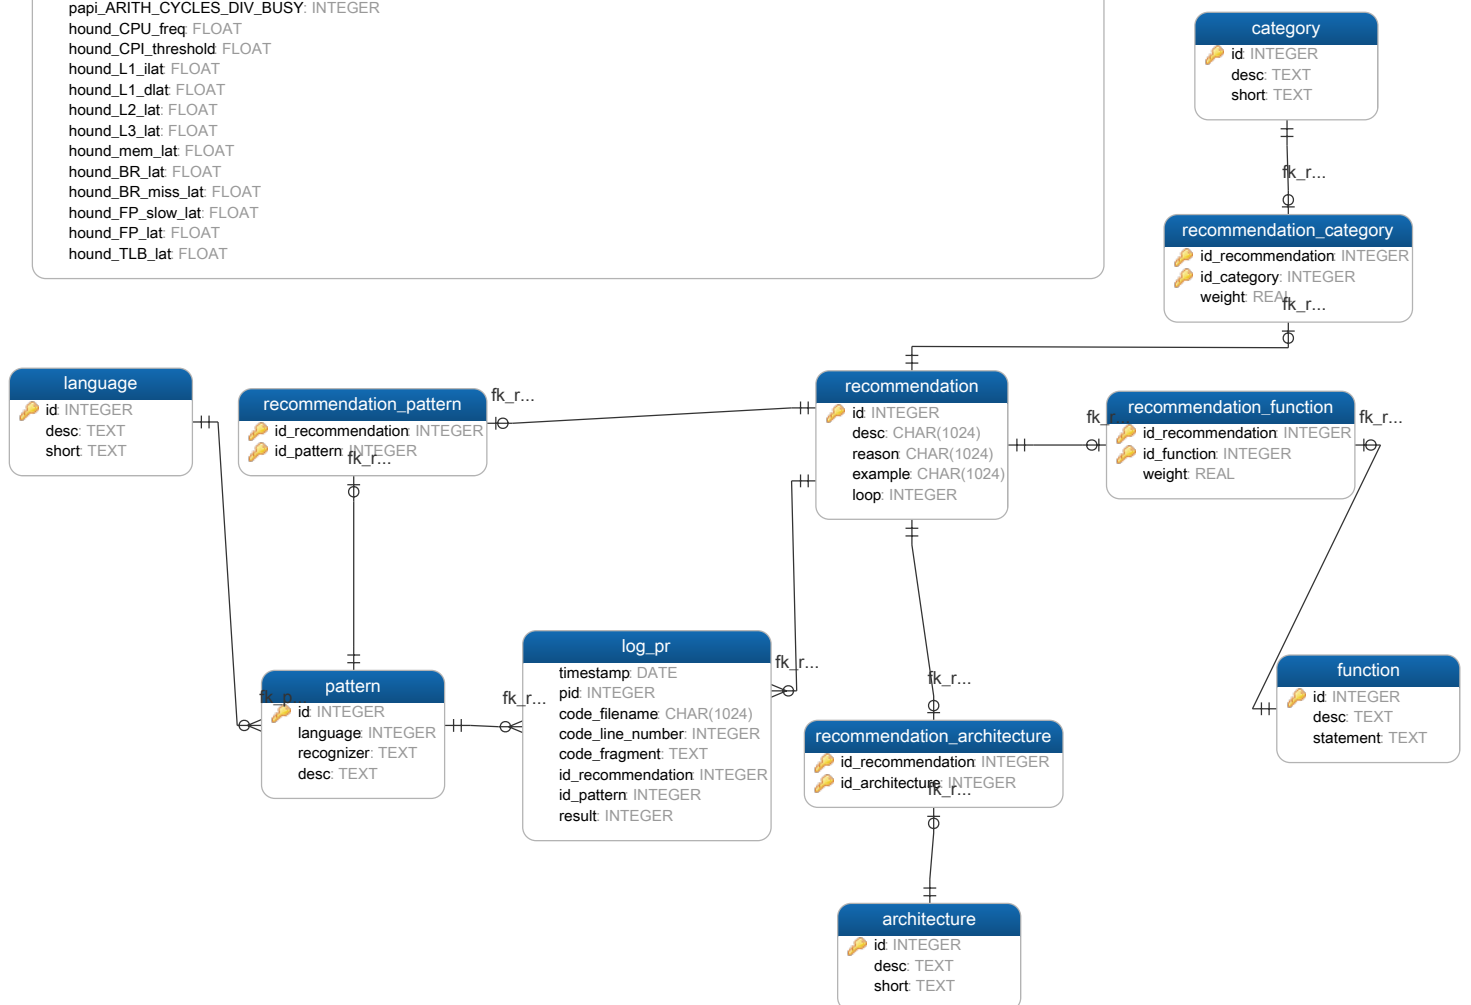 papi_ARITH_CYCLES_DIV_BUSY: INTEGER
hound_CPU_freq: FLOAT
hound_CPI_threshold: FLOAT
hound_L1_ilat: FLOAT
hound_L1_dlat: FLOAT
hound_L2_lat: FLOAT
hound_L3_lat: FLOAT
hound_mem_lat: FLOAT
hound_BR_lat: FLOAT
hound_BR_miss_lat: FLOAT
hound_FP_slow_lat: FLOAT
hound_FP_lat: FLOAT
hound_TLB_lat: FLOAT
category
id: INTEGER
desc: TEXT
short: TEXT
fk_r...
recommendation_category
id_recommendation: INTEGER
id_category: INTEGER
weight: REAL
fk_r...
language
id: INTEGER
desc: TEXT
short: TEXT
recommendation_pattern
id_recommendation: INTEGER
id_pattern: INTEGER
fk_r...
fk_r...
recommendation
id: INTEGER
desc: CHAR(1024)
reason: CHAR(1024)
example: CHAR(1024)
loop: INTEGER
fk_r...
recommendation_function
id_recommendation: INTEGER
id_function: INTEGER
weight: REAL
fk_r...
fk_p
pattern
id: INTEGER
language: INTEGER
recognizer: TEXT
desc: TEXT
fk_r...
log_pr
timestamp: DATE
pid: INTEGER
code_filename: CHAR(1024)
code_line_number: INTEGER
code_fragment: TEXT
id_recommendation: INTEGER
id_pattern: INTEGER
result: INTEGER
fk_r...
fk_r...
recommendation_architecture
id_recommendation: INTEGER
id_architecture: INTEGER
fk_r...
function
id: INTEGER
desc: TEXT
statement: TEXT
architecture
id: INTEGER
desc: TEXT
short: TEXT